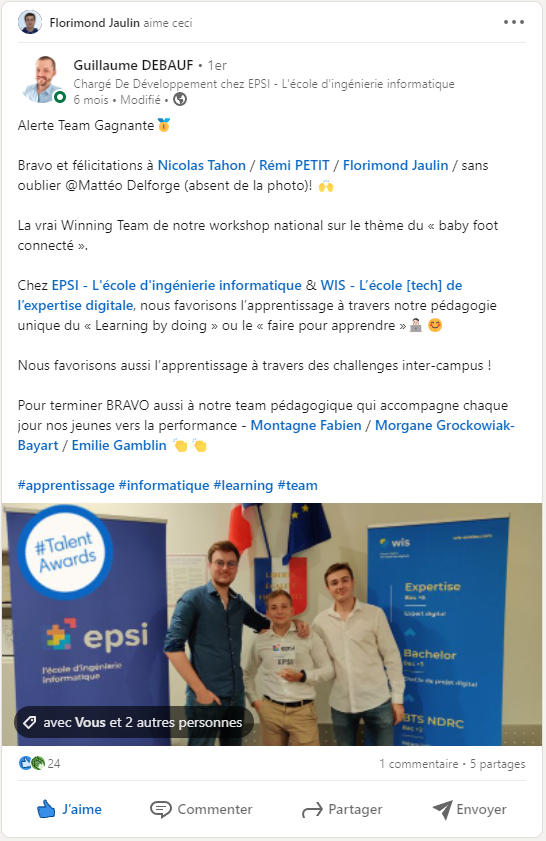 Florimond Jaulin aime ceci
Guillaume DEBAUF • 1er
Chargé De Développement chez EPSI - L'école d'ingénierie informatique
6 mois • Modifié •
Alerte Team Gagnante🥇
Bravo et félicitations à Nicolas Tahon / Rémi PETIT / Florimond Jaulin / sans
oublier @Mattéo Delforge (absent de la photo)! 🙌
La vrai Winning Team de notre workshop national sur le thème du « baby foot
connecté ».
Chez EPSI - L'école d'ingénierie informatique & WIS - L’école [tech] de
l’expertise digitale, nous favorisons l’apprentissage à travers notre pédagogie
unique du « Learning by doing » ou le « faire pour apprendre »👨🏻‍💻 😊
Nous favorisons aussi l’apprentissage à travers des challenges inter-campus !
Pour terminer BRAVO aussi à notre team pédagogique qui accompagne chaque
jour nos jeunes vers la performance - Montagne Fabien / Morgane Grockowiak-
Bayart / Emilie Gamblin 👏 👏
#apprentissage #informatique #learning #team
#Talent
Awards
epsi
l'école d'ingénierie
informatique
EPSI
wis
Expertise
Expert digital
Bachelor
Chef·fe de projet digital
BTS NDRC
avec Vous et 2 autres personnes
24
1 commentaire • 5 partages
J’aime
Commenter
Partager
Envoyer